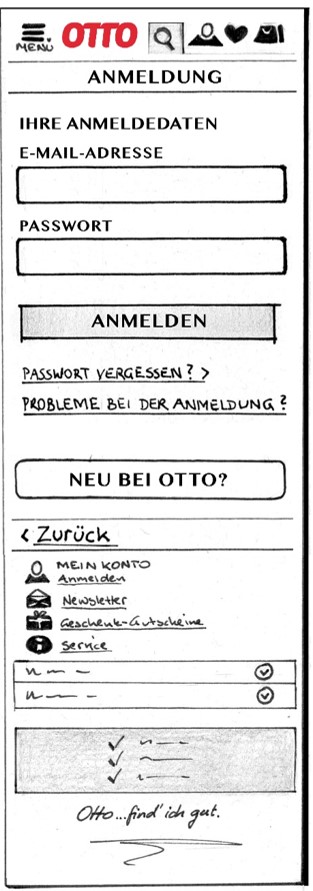 MENÜ OTTO
ANMELDUNG
IHRE ANMELDEDATEN
E-MAIL-ADRESSE
PASSWORT
ANMELDEN
PASSWORT VERGESSEN? >
PROBLEME BEI DER ANMELDUNG?
NEU BEI OTTO?
< Zurück
MEIN KONTO
Anmelden
Newsletter
Geschenk-Gutscheine
Service
Otto...find' ich gut.